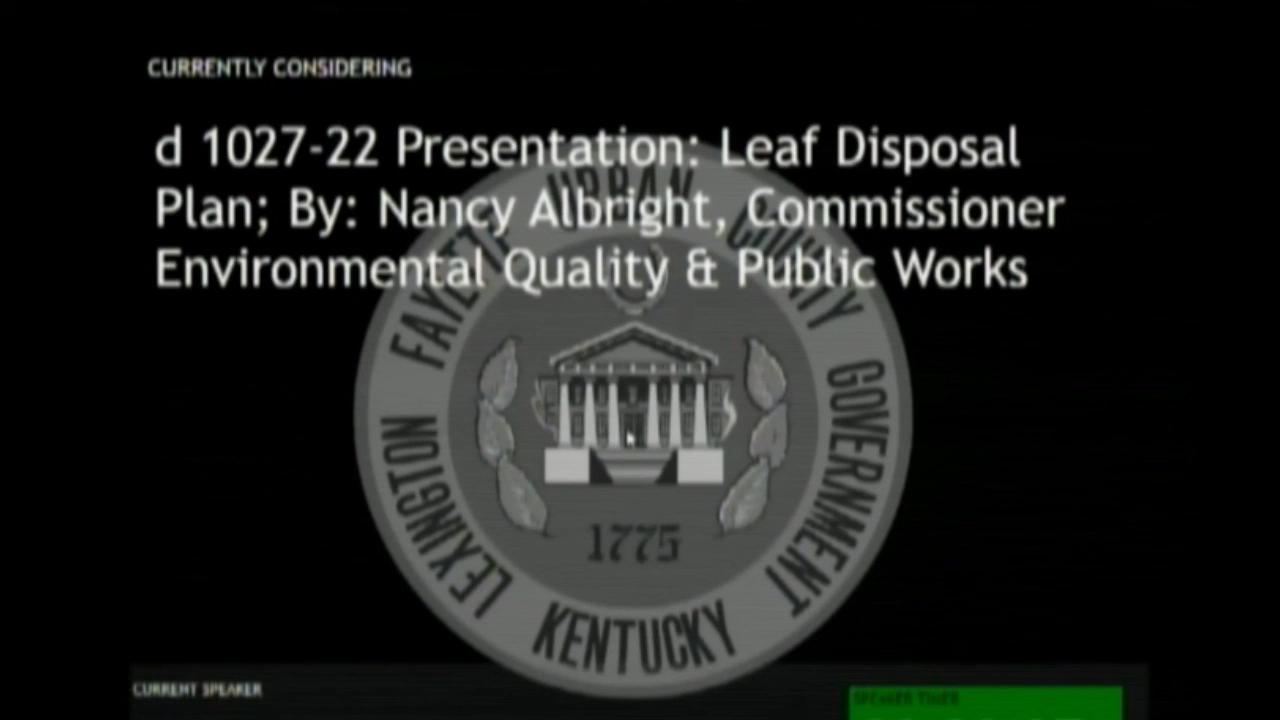 CURRENTLY CONSIDERING
d 1027-22 Presentation: Leaf Disposal
Plan; By: Nancy Albright, Commissioner
Environmental Quality & Public Works
LEXINGTON FAYETTE URBAN COUNTY GOVERNMENT
1775
KENTUCKY
CURRENT SPEAKER
SPEAKER TIMER